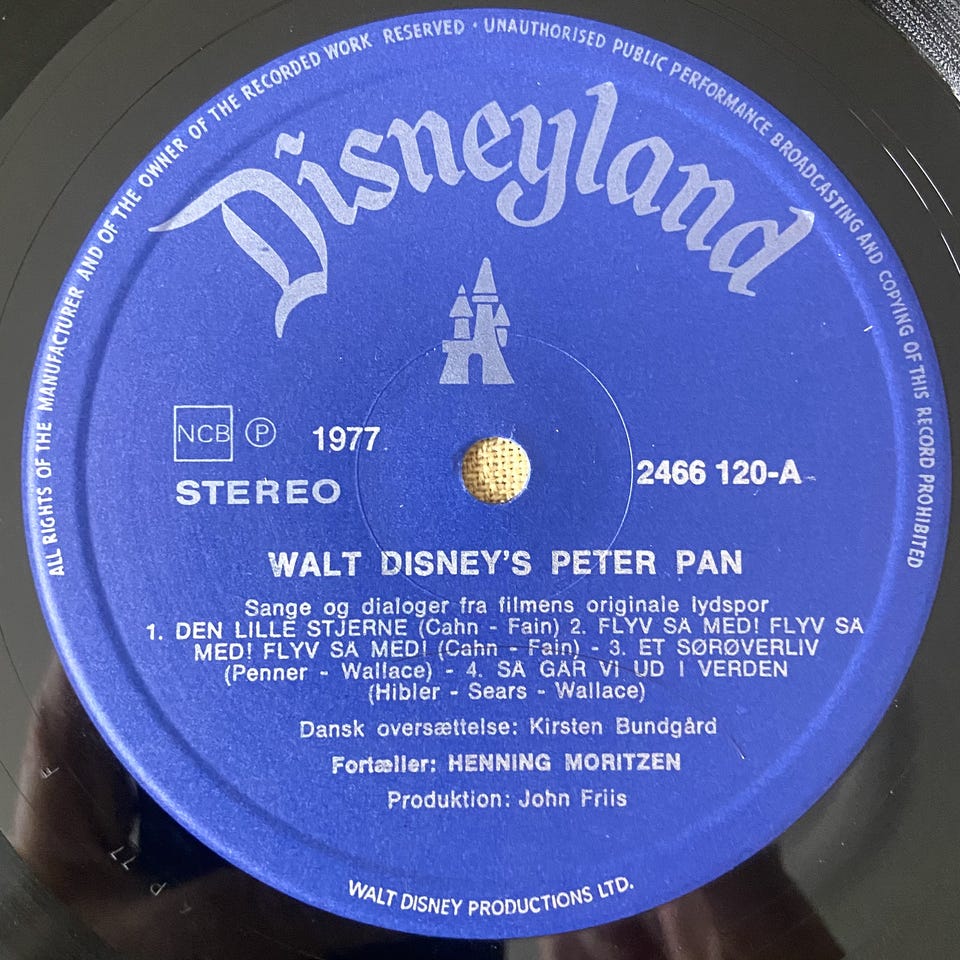 ALL RIGHTS OF THE MANUFACTURER AND OF THE OWNER OF THE RECORDED WORK RESERVED · UNAUTHORISED PUBLIC PERFORMANCE BROADCASTING AND COPYING OF THIS RECORD PROHIBITED
Disneyland
NCB Ⓟ 1977
STEREO
2466 120-A
WALT DISNEY'S PETER PAN
Sange og dialoger fra filmens originale lydspor
1. DEN LILLE STJERNE (Cahn - Fain) 2. FLYV SA MED! FLYV SA
MED! FLYV SA MED! (Cahn - Fain) - 3. ET SØRØVERLIV
(Penner - Wallace) - 4. SA GAR VI UD I VERDEN
(Hibler - Sears - Wallace)
Dansk oversættelse: Kirsten Bundgård
Fortæller: HENNING MORITZEN
Produktion: John Friis
WALT DISNEY PRODUCTIONS LTD.